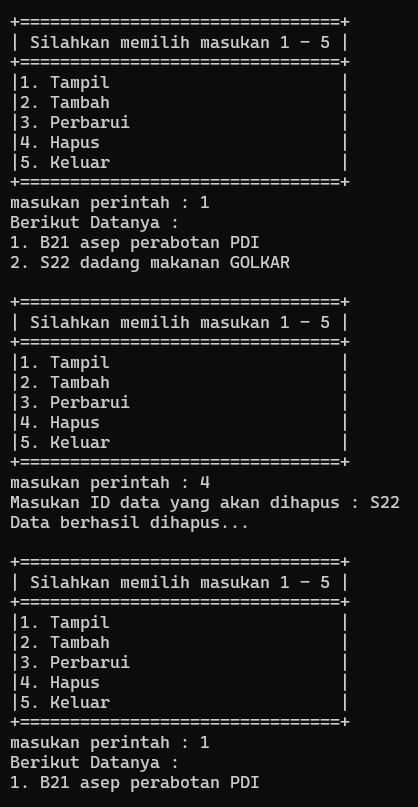 +================================+
| Silahkan memilih masukan 1 - 5 |
+================================+
|1. Tampil                       |
|2. Tambah                       |
|3. Perbarui                     |
|4. Hapus                        |
|5. Keluar                       |
+================================+
masukan perintah : 1
Berikut Datanya :
1. B21 asep perabotan PDI
2. S22 dadang makanan GOLKAR

+================================+
| Silahkan memilih masukan 1 - 5 |
+================================+
|1. Tampil                       |
|2. Tambah                       |
|3. Perbarui                     |
|4. Hapus                        |
|5. Keluar                       |
+================================+
masukan perintah : 4
Masukan ID data yang akan dihapus : S22
Data berhasil dihapus...

+================================+
| Silahkan memilih masukan 1 - 5 |
+================================+
|1. Tampil                       |
|2. Tambah                       |
|3. Perbarui                     |
|4. Hapus                        |
|5. Keluar                       |
+================================+
masukan perintah : 1
Berikut Datanya :
1. B21 asep perabotan PDI